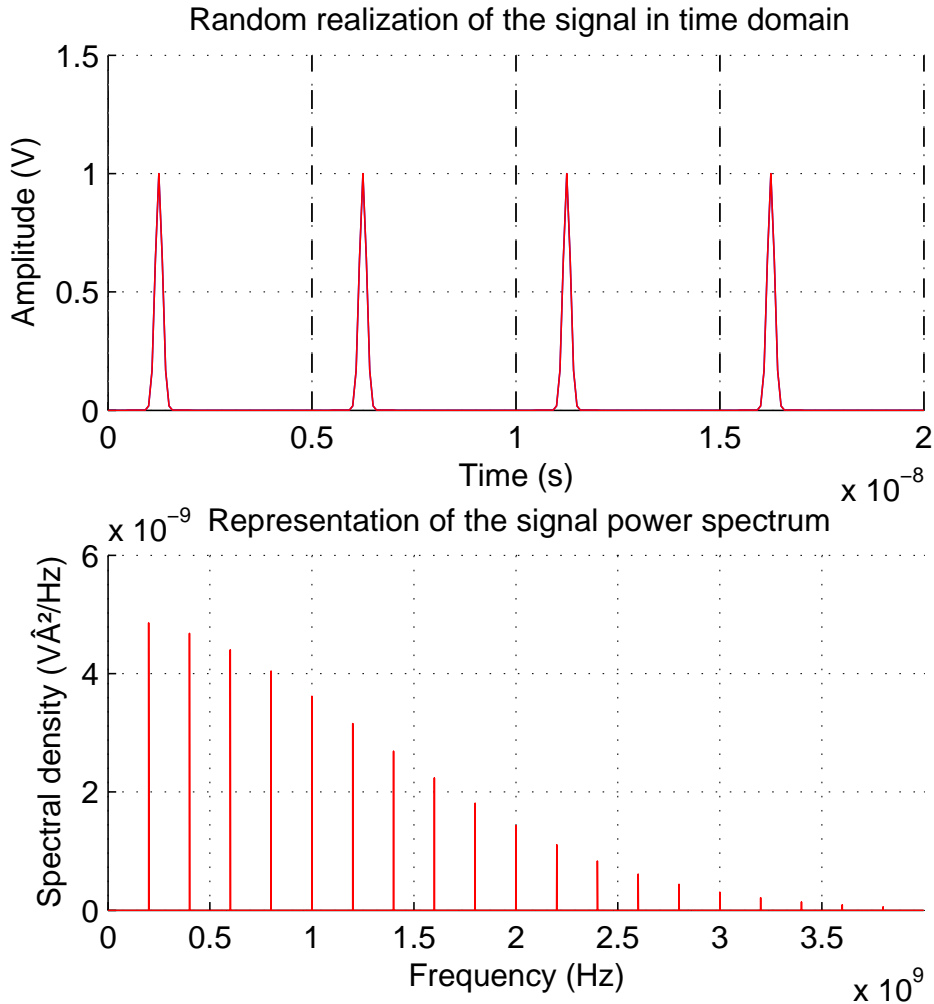 Random realization of the signal in time domain
1.5
1
0.5
0
Amplitude (V)
0 0.5 1 1.5 2
Time (s)
x 10⁻⁸
x 10⁻⁹ Representation of the signal power spectrum
6
4
2
0
Spectral density (VÂ²/Hz)
0 0.5 1 1.5 2 2.5 3 3.5
Frequency (Hz)
x 10⁹